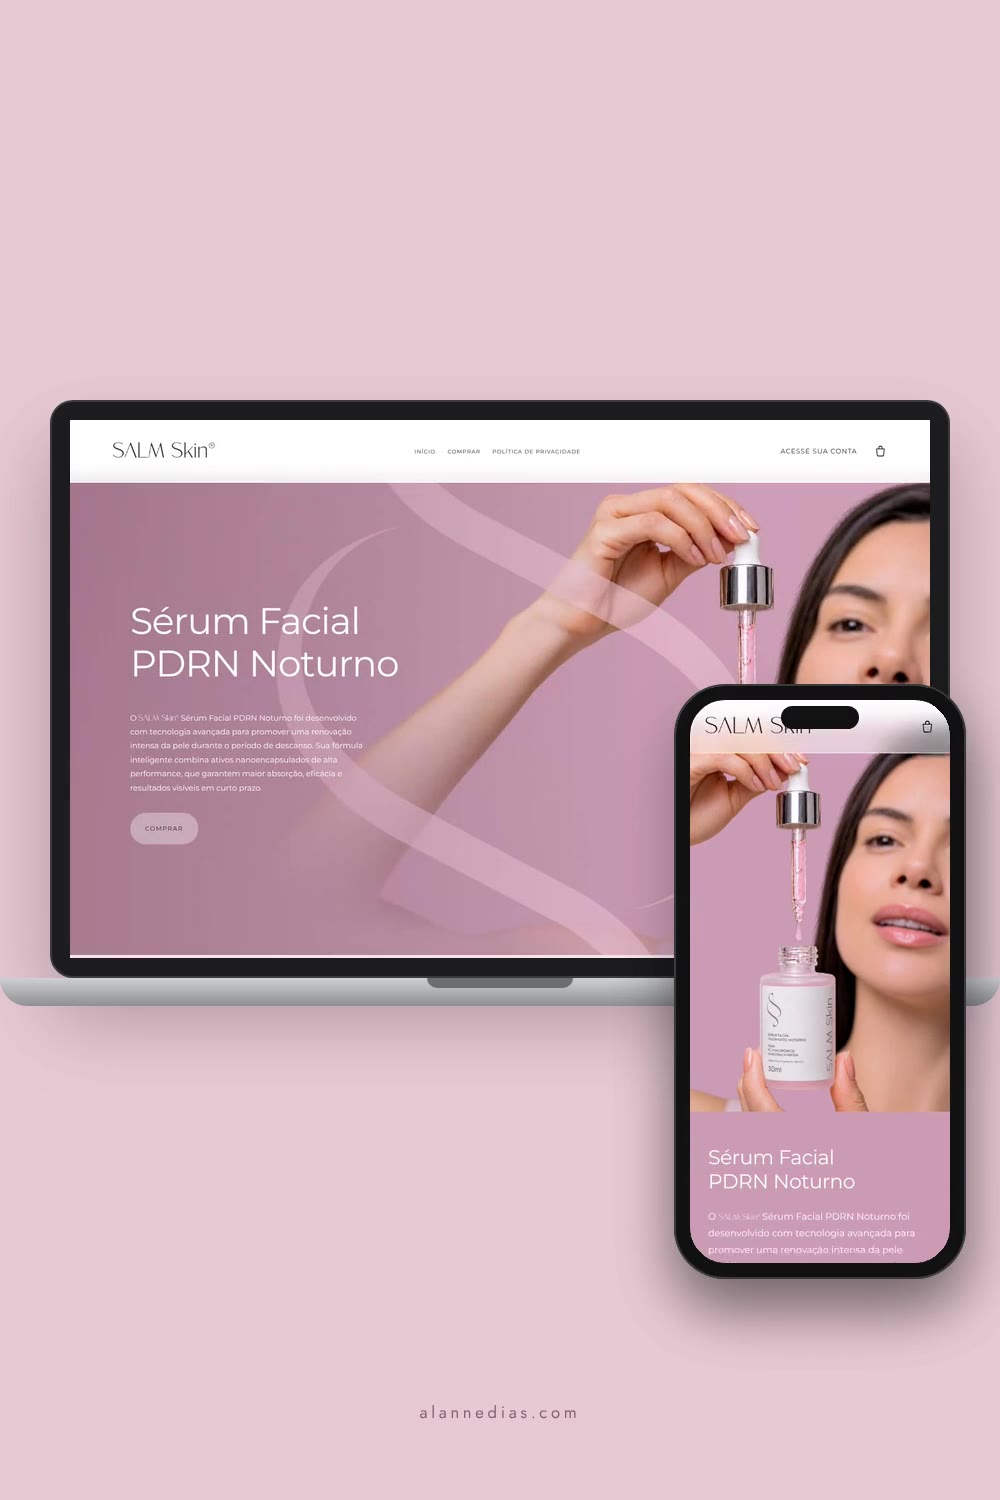 SALM Skin®
INÍCIO COMPRAR POLÍTICA DE PRIVACIDADE
ACESSE SUA CONTA
Sérum Facial
PDRN Noturno
O SALM Skin® Sérum Facial PDRN Noturno foi desenvolvido
com tecnologia avançada para promover uma renovação
intensa da pele durante o período de descanso. Sua fórmula
inteligente combina ativos nanoencapsulados de alta
performance, que garantem maior absorção, eficácia e
resultados visíveis em curto prazo.
COMPRAR
SALM Skin
SALM Skin
30ml
Sérum Facial
PDRN Noturno
O SALM Skin® Sérum Facial PDRN Noturno foi
desenvolvido com tecnologia avançada para
promover uma renovação intensa da pele
alannedias.com